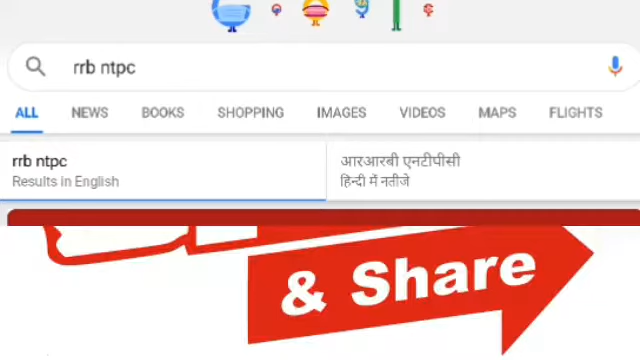 rrb ntpc
ALL NEWS BOOKS SHOPPING IMAGES VIDEOS MAPS FLIGHTS
rrb ntpc
Results in English
आरआरबी एनटीपीसी
हिन्दी में नतीजे
& Share